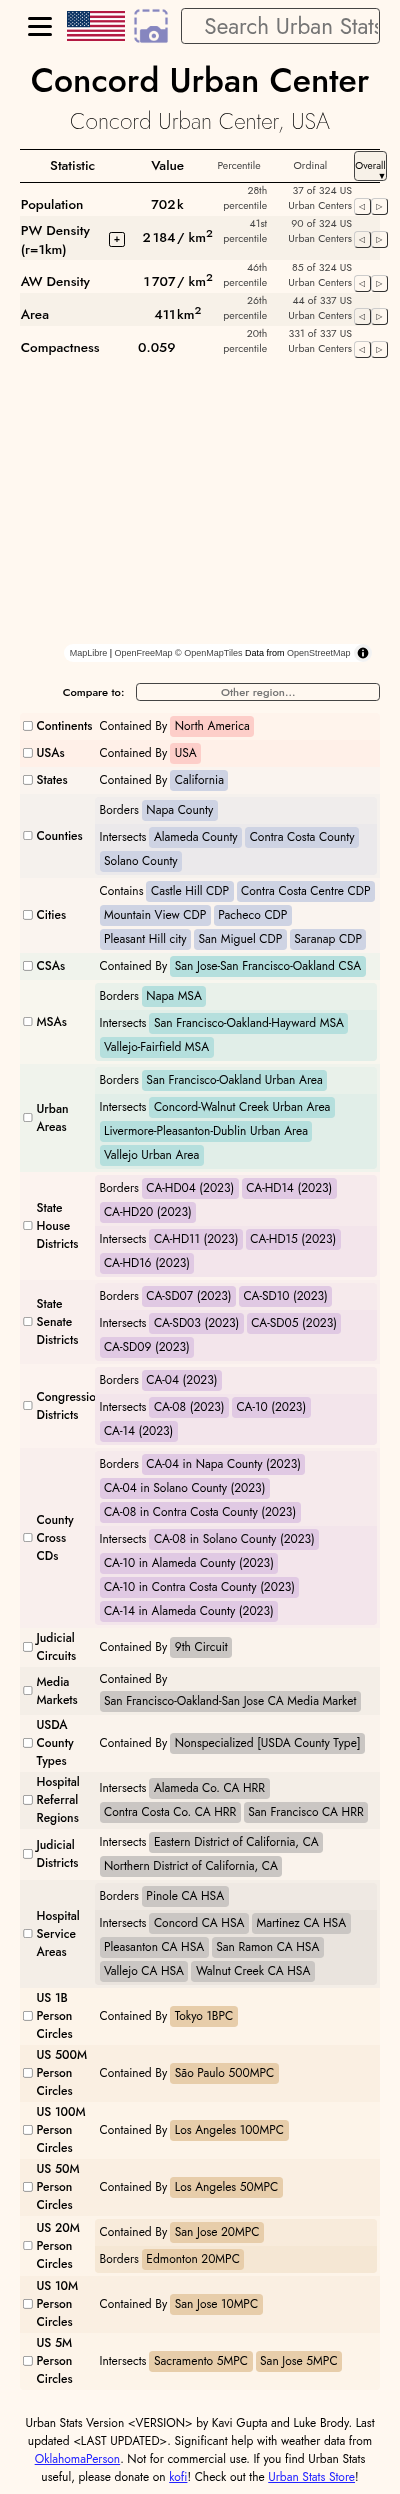 Search Urban Stats
Concord Urban Center
Concord Urban Center, USA
Statistic Value Percentile Ordinal Overall
Population 702k 28th percentile 37 of 324 US Urban Centers
PW Density (r=1km) + 2184 / km2 41st percentile 90 of 324 US Urban Centers
AW Density 1707 / km2 46th percentile 85 of 324 US Urban Centers
Area 411km2 26th percentile 44 of 337 US Urban Centers
Compactness 0.059 20th percentile 331 of 337 US Urban Centers
MapLibre | OpenFreeMap © OpenMapTiles Data from OpenStreetMap
Compare to: Other region...
Continents Contained By North America
USAs Contained By USA
States Contained By California
Counties
Borders Napa County
Intersects Alameda County Contra Costa County
Solano County
Cities
Contains Castle Hill CDP Contra Costa Centre CDP
Mountain View CDP Pacheco CDP
Pleasant Hill city San Miguel CDP Saranap CDP
CSAs Contained By San Jose-San Francisco-Oakland CSA
MSAs
Borders Napa MSA
Intersects San Francisco-Oakland-Hayward MSA
Vallejo-Fairfield MSA
Urban Areas
Borders San Francisco-Oakland Urban Area
Intersects Concord-Walnut Creek Urban Area
Livermore-Pleasanton-Dublin Urban Area
Vallejo Urban Area
State House Districts
Borders CA-HD04 (2023) CA-HD14 (2023)
CA-HD20 (2023)
Intersects CA-HD11 (2023) CA-HD15 (2023)
CA-HD16 (2023)
State Senate Districts
Borders CA-SD07 (2023) CA-SD10 (2023)
Intersects CA-SD03 (2023) CA-SD05 (2023)
CA-SD09 (2023)
Congressio
Districts
Borders CA-04 (2023)
Intersects CA-08 (2023) CA-10 (2023)
CA-14 (2023)
County Cross CDs
Borders CA-04 in Napa County (2023)
CA-04 in Solano County (2023)
CA-08 in Contra Costa County (2023)
Intersects CA-08 in Solano County (2023)
CA-10 in Alameda County (2023)
CA-10 in Contra Costa County (2023)
CA-14 in Alameda County (2023)
Judicial Circuits Contained By 9th Circuit
Media Markets Contained By
San Francisco-Oakland-San Jose CA Media Market
USDA County Types Contained By Nonspecialized [USDA County Type]
Hospital Referral Regions
Intersects Alameda Co. CA HRR
Contra Costa Co. CA HRR San Francisco CA HRR
Judicial Districts
Intersects Eastern District of California, CA
Northern District of California, CA
Hospital Service Areas
Borders Pinole CA HSA
Intersects Concord CA HSA Martinez CA HSA
Pleasanton CA HSA San Ramon CA HSA
Vallejo CA HSA Walnut Creek CA HSA
US 1B Person Circles Contained By Tokyo 1BPC
US 500M Person Circles Contained By São Paulo 500MPC
US 100M Person Circles Contained By Los Angeles 100MPC
US 50M Person Circles Contained By Los Angeles 50MPC
US 20M Person Circles
Contained By San Jose 20MPC
Borders Edmonton 20MPC
US 10M Person Circles Contained By San Jose 10MPC
US 5M Person Circles Intersects Sacramento 5MPC San Jose 5MPC
Urban Stats Version <VERSION> by Kavi Gupta and Luke Brody. Last
updated <LAST UPDATED>. Significant help with weather data from
OklahomaPerson. Not for commercial use. If you find Urban Stats
useful, please donate on kofi! Check out the Urban Stats Store!